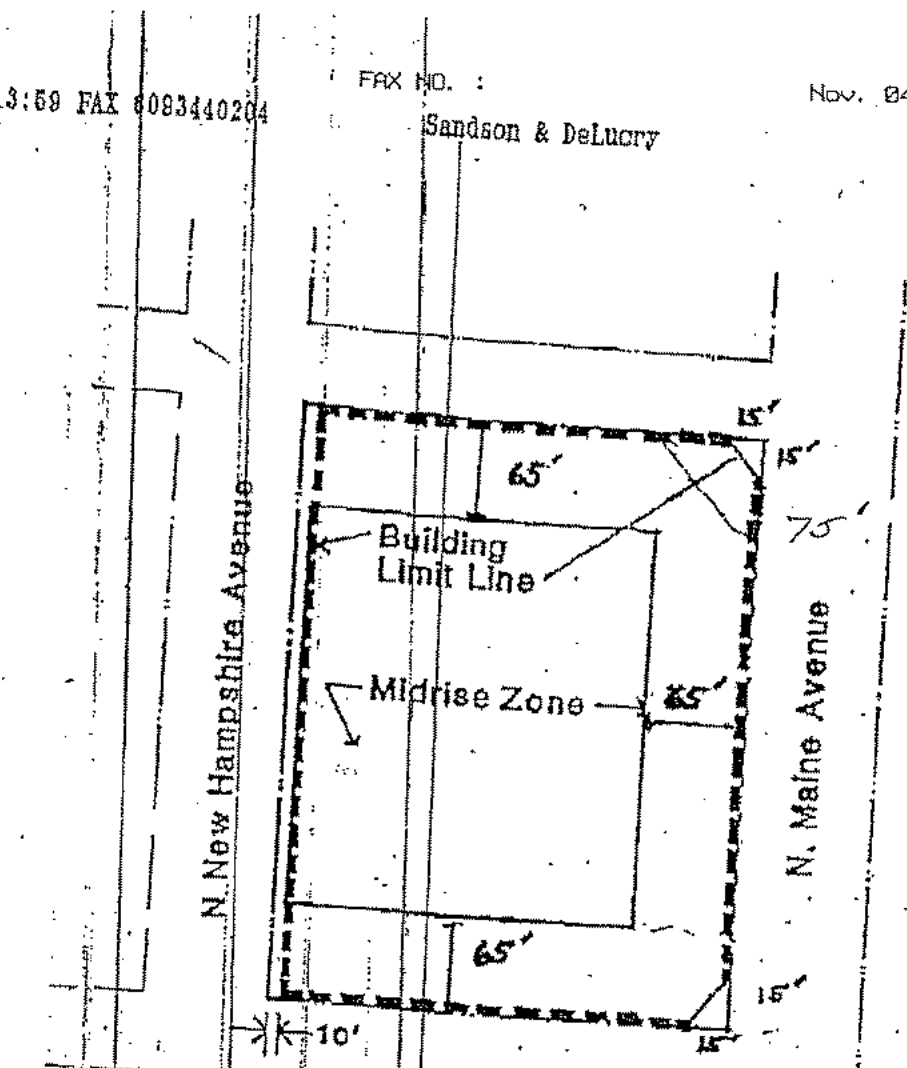 FAX NO. :
3:59 FAX 6093440204
Nov. 04
Sandson & DeLucry
15'
15'
65'
75'
Building
Limit Line
N. New Hampshire Avenue
Midrise Zone
65'
N. Maine Avenue
65'
15'
15'
10'